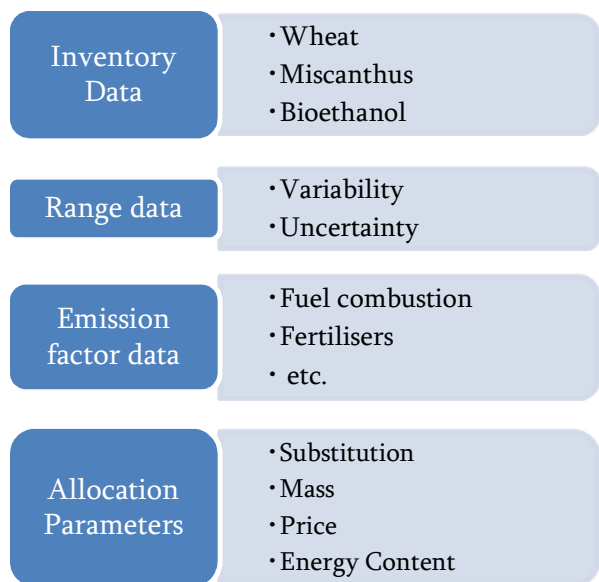 Inventory
Data
·Wheat
·Miscanthus
·Bioethanol
Range data
·Variability
·Uncertainty
Emission
factor data
·Fuel combustion
·Fertilisers
· etc.
Allocation
Parameters
·Substitution
·Mass
·Price
·Energy Content